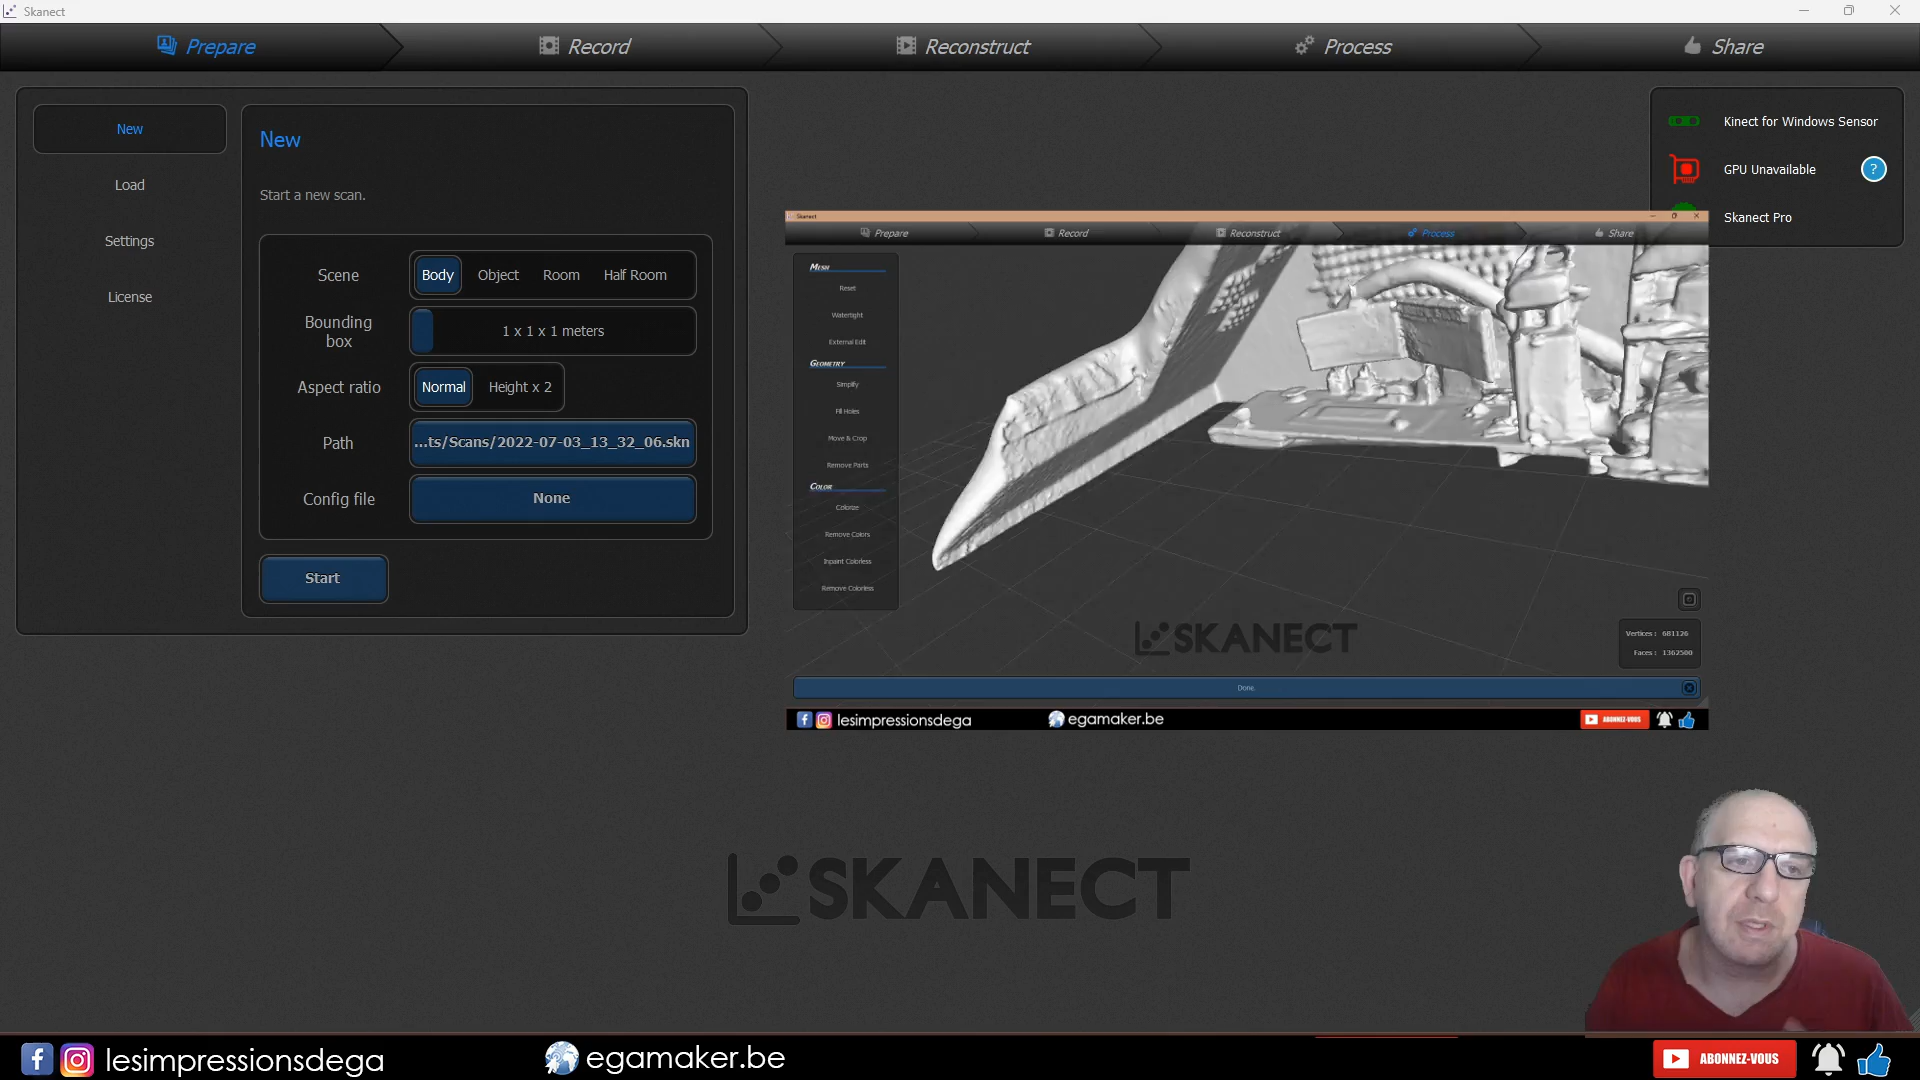 Skanect
Prepare
Record
Reconstruct
Process
Share
New
Load
Settings
License
New
Start a new scan.
Scene
Body
Object
Room
Half Room
Bounding
box
1 x 1 x 1 meters
Aspect ratio
Normal
Height x 2
Path
...ts/Scans/2022-07-03_13_32_06.skn
Config file
None
Start
Kinect for Windows Sensor
GPU Unavailable
?
Skanect Pro
Skanect
Prepare
Record
Reconstruct
Process
Share
Mesh
Reset
Watertight
External Edit
Geometry
Simplify
Fill Holes
Move & Crop
Remove Parts
Color
Colorize
Remove Colors
Inpaint Colorless
Remove Colorless
SKANECT
Vertices : 681126
Faces : 1362500
Done.
lesimpressionsdega
egamaker.be
ABONNEZ-VOUS
SKANECT
lesimpressionsdega
egamaker.be
ABONNEZ-VOUS